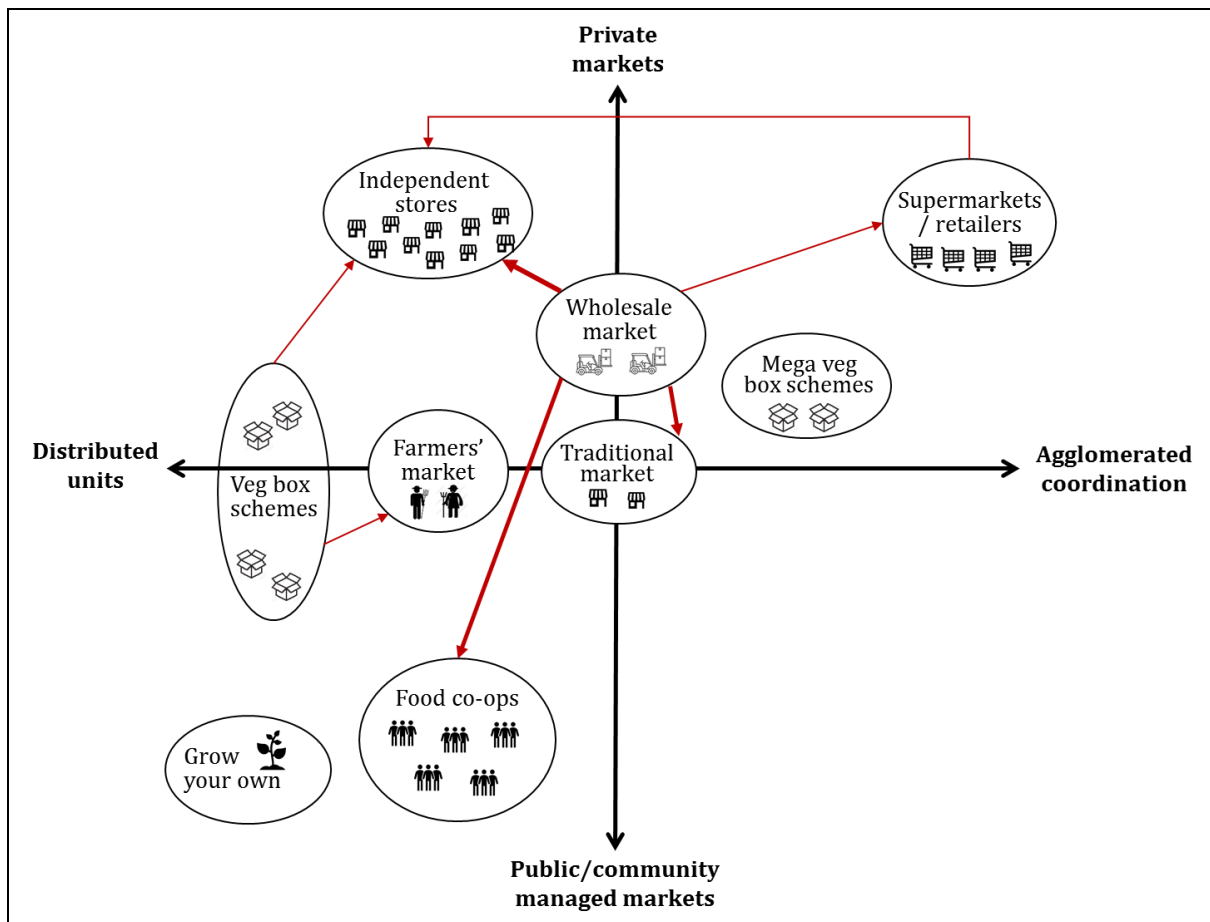 Private
markets
Independent
stores
Supermarkets
/ retailers
Wholesale
market
Mega veg
box schemes
Distributed
units
Veg box
schemes
Farmers’
market
Traditional
market
Agglomerated
coordination
Food co-ops
Grow
your own
Public/community
managed markets